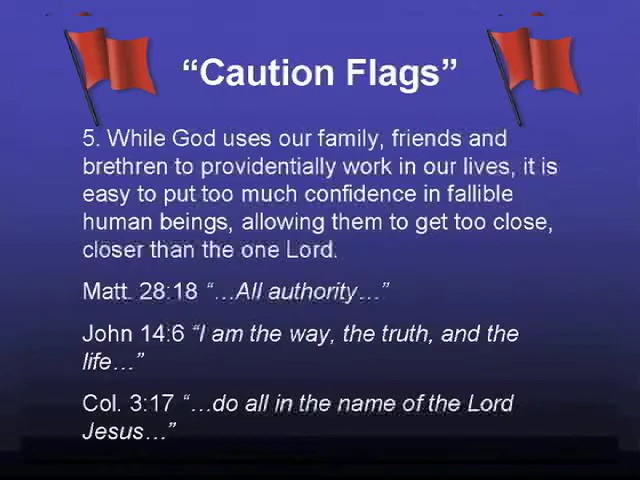 “Caution Flags”
5. While God uses our family, friends and
brethren to providentially work in our lives, it is
easy to put too much confidence in fallible
human beings, allowing them to get too close,
closer than the one Lord.
Matt. 28:18 “…All authority…”
John 14:6 “I am the way, the truth, and the
life…”
Col. 3:17 “…do all in the name of the Lord
Jesus…”